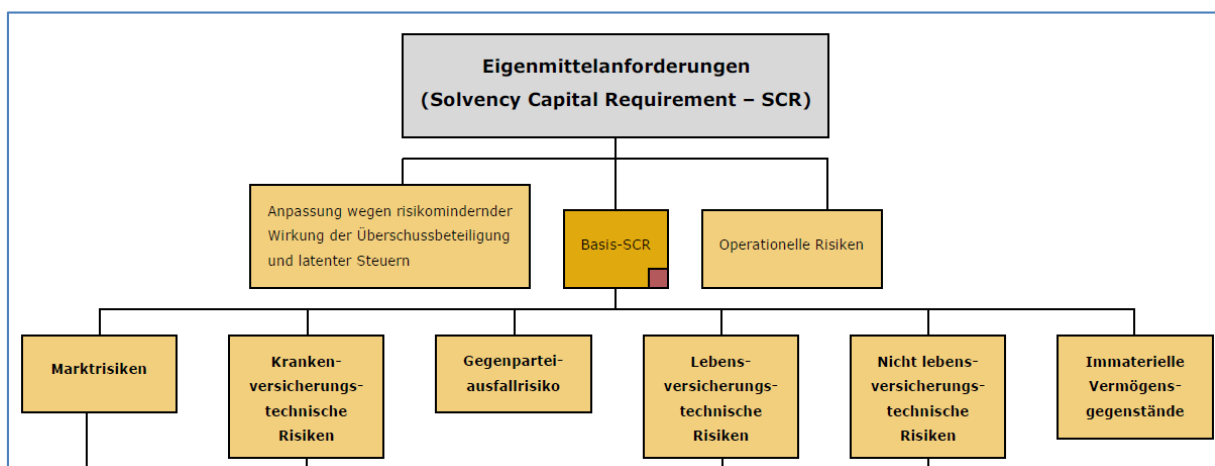 Eigenmittelanforderungen
(Solvency Capital Requirement – SCR)
Anpassung wegen risikomindernder
Wirkung der Überschussbeteiligung
und latenter Steuern
Basis-SCR
Operationelle Risiken
Marktrisiken
Kranken-
versicherungs-
technische
Risiken
Gegenpartei-
ausfallrisiko
Lebens-
versicherungs-
technische
Risiken
Nicht lebens-
versicherungs-
technische
Risiken
Immaterielle
Vermögens-
gegenstände